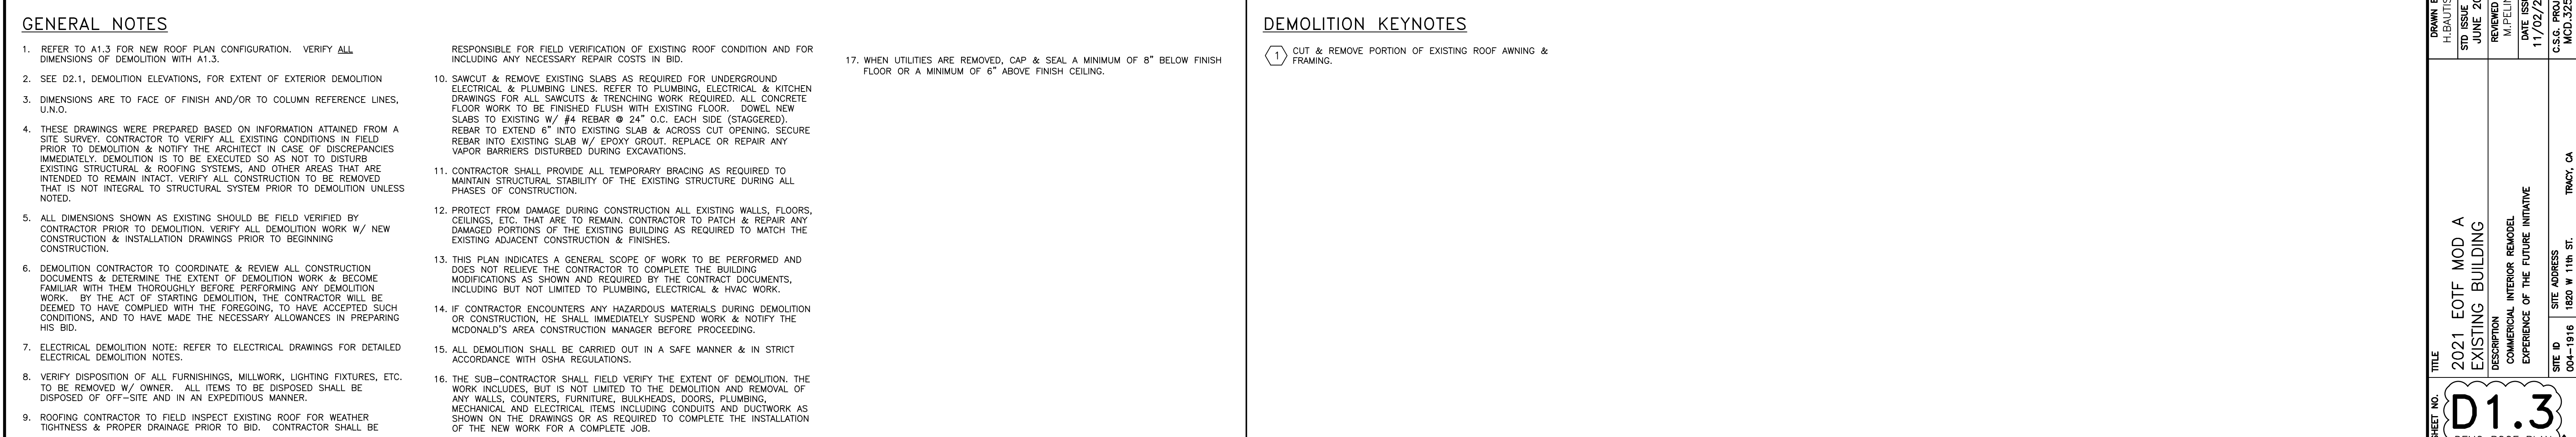 GENERAL NOTES
1. REFER TO A1.3 FOR NEW ROOF PLAN CONFIGURATION. VERIFY ALL
DIMENSIONS OF DEMOLITION WITH A1.3.
2. SEE D2.1, DEMOLITION ELEVATIONS, FOR EXTENT OF EXTERIOR DEMOLITION
3. DIMENSIONS ARE TO FACE OF FINISH AND/OR TO COLUMN REFERENCE LINES,
U.N.O.
4. THESE DRAWINGS WERE PREPARED BASED ON INFORMATION ATTAINED FROM A
SITE SURVEY. CONTRACTOR TO VERIFY ALL EXISTING CONDITIONS IN FIELD
PRIOR TO DEMOLITION & NOTIFY THE ARCHITECT IN CASE OF DISCREPANCIES
IMMEDIATELY. DEMOLITION IS TO BE EXECUTED SO AS NOT TO DISTURB
EXISTING STRUCTURAL & ROOFING SYSTEMS, AND OTHER AREAS THAT ARE
INTENDED TO REMAIN INTACT. VERIFY ALL CONSTRUCTION TO BE REMOVED
THAT IS NOT INTEGRAL TO STRUCTURAL SYSTEM PRIOR TO DEMOLITION UNLESS
NOTED.
5. ALL DIMENSIONS SHOWN AS EXISTING SHOULD BE FIELD VERIFIED BY
CONTRACTOR PRIOR TO DEMOLITION. VERIFY ALL DEMOLITION WORK W/ NEW
CONSTRUCTION & INSTALLATION DRAWINGS PRIOR TO BEGINNING
CONSTRUCTION.
6. DEMOLITION CONTRACTOR TO COORDINATE & REVIEW ALL CONSTRUCTION
DOCUMENTS & DETERMINE THE EXTENT OF DEMOLITION WORK & BECOME
FAMILIAR WITH THEM THOROUGHLY BEFORE PERFORMING ANY DEMOLITION
WORK. BY THE ACT OF STARTING DEMOLITION, THE CONTRACTOR WILL BE
DEEMED TO HAVE COMPLIED WITH THE FOREGOING, TO HAVE ACCEPTED SUCH
CONDITIONS, AND TO HAVE MADE THE NECESSARY ALLOWANCES IN PREPARING
HIS BID.
7. ELECTRICAL DEMOLITION NOTE: REFER TO ELECTRICAL DRAWINGS FOR DETAILED
ELECTRICAL DEMOLITION NOTES.
8. VERIFY DISPOSITION OF ALL FURNISHINGS, MILLWORK, LIGHTING FIXTURES, ETC.
TO BE REMOVED W/ OWNER. ALL ITEMS TO BE DISPOSED SHALL BE
DISPOSED OF OFF-SITE AND IN AN EXPEDITIOUS MANNER.
9. ROOFING CONTRACTOR TO FIELD INSPECT EXISTING ROOF FOR WEATHER
TIGHTNESS & PROPER DRAINAGE PRIOR TO BID. CONTRACTOR SHALL BE
RESPONSIBLE FOR FIELD VERIFICATION OF EXISTING ROOF CONDITION AND FOR
INCLUDING ANY NECESSARY REPAIR COSTS IN BID.
10. SAWCUT & REMOVE EXISTING SLABS AS REQUIRED FOR UNDERGROUND
ELECTRICAL & PLUMBING LINES. REFER TO PLUMBING, ELECTRICAL & KITCHEN
DRAWINGS FOR ALL SAWCUTS & TRENCHING WORK REQUIRED. ALL CONCRETE
FLOOR WORK TO BE FINISHED FLUSH WITH EXISTING FLOOR. DOWEL NEW
SLABS TO EXISTING W/ #4 REBAR @ 24" O.C. EACH SIDE (STAGGERED).
REBAR TO EXTEND 6" INTO EXISTING SLAB & ACROSS CUT OPENING. SECURE
REBAR INTO EXISTING SLAB W/ EPOXY GROUT. REPLACE OR REPAIR ANY
VAPOR BARRIERS DISTURBED DURING EXCAVATIONS.
11. CONTRACTOR SHALL PROVIDE ALL TEMPORARY BRACING AS REQUIRED TO
MAINTAIN STRUCTURAL STABILITY OF THE EXISTING STRUCTURE DURING ALL
PHASES OF CONSTRUCTION.
12. PROTECT FROM DAMAGE DURING CONSTRUCTION ALL EXISTING WALLS, FLOORS,
CEILINGS, ETC. THAT ARE TO REMAIN. CONTRACTOR TO PATCH & REPAIR ANY
DAMAGED PORTIONS OF THE EXISTING BUILDING AS REQUIRED TO MATCH THE
EXISTING ADJACENT CONSTRUCTION & FINISHES.
13. THIS PLAN INDICATES A GENERAL SCOPE OF WORK TO BE PERFORMED AND
DOES NOT RELIEVE THE CONTRACTOR TO COMPLETE THE BUILDING
MODIFICATIONS AS SHOWN AND REQUIRED BY THE CONTRACT DOCUMENTS,
INCLUDING BUT NOT LIMITED TO PLUMBING, ELECTRICAL & HVAC WORK.
14. IF CONTRACTOR ENCOUNTERS ANY HAZARDOUS MATERIALS DURING DEMOLITION
OR CONSTRUCTION, HE SHALL IMMEDIATELY SUSPEND WORK & NOTIFY THE
MCDONALD'S AREA CONSTRUCTION MANAGER BEFORE PROCEEDING.
15. ALL DEMOLITION SHALL BE CARRIED OUT IN A SAFE MANNER & IN STRICT
ACCORDANCE WITH OSHA REGULATIONS.
16. THE SUB-CONTRACTOR SHALL FIELD VERIFY THE EXTENT OF DEMOLITION. THE
WORK INCLUDES, BUT IS NOT LIMITED TO THE DEMOLITION AND REMOVAL OF
ANY WALLS, COUNTERS, FURNITURE, BULKHEADS, DOORS, PLUMBING,
MECHANICAL AND ELECTRICAL ITEMS INCLUDING CONDUITS AND DUCTWORK AS
SHOWN ON THE DRAWINGS OR AS REQUIRED TO COMPLETE THE INSTALLATION
OF THE NEW WORK FOR A COMPLETE JOB.
17. WHEN UTILITIES ARE REMOVED, CAP & SEAL A MINIMUM OF 8" BELOW FINISH
FLOOR OR A MINIMUM OF 6" ABOVE FINISH CEILING.
DEMOLITION KEYNOTES
1 CUT & REMOVE PORTION OF EXISTING ROOF AWNING &
FRAMING.
DRAWN
H.BAUTIS
STD ISSUE
JUNE 20
REVIEWED
M.PELIN
DATE ISSU
11/02/2
C.S.G. PROJ
MCD.325
TITLE
2021 EOTF MOD A
EXISTING BUILDING
DESCRIPTION
COMMERICIAL INTERIOR REMODEL
EXPERIENCE OF THE FUTURE INITIATIVE
SITE ID
004-1916
SITE ADDRESS
1820 W 11th ST. TRACY, CA
SHEET NO.
D1.3